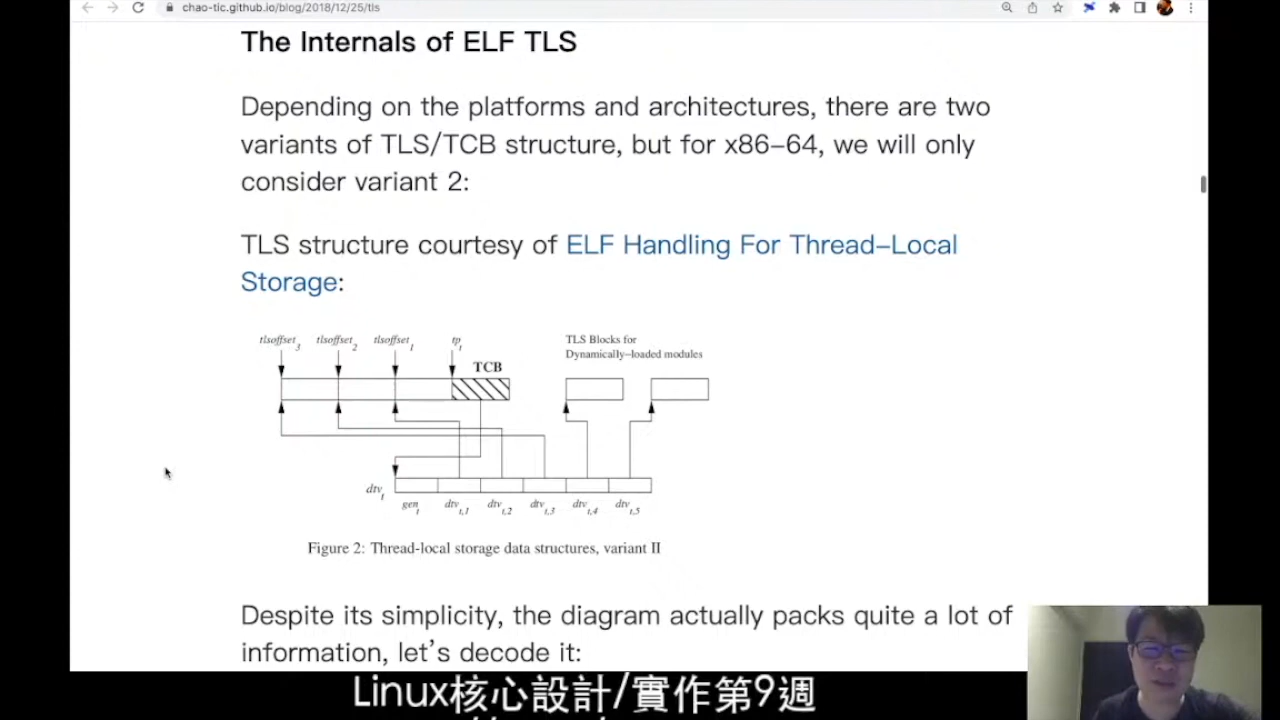 chao-tic.github.io/blog/2018/12/25/tls
The Internals of ELF TLS
Depending on the platforms and architectures, there are two
variants of TLS/TCB structure, but for x86–64, we will only
consider variant 2:
TLS structure courtesy of ELF Handling For Thread–Local
Storage:
tlsoffset3 tlsoffset2 tlsoffset1 tpt
TCB
TLS Blocks for
Dynamically–loaded modules
dtvt
gent dtvt,1 dtvt,2 dtvt,3 dtvt,4 dtvt,5
Figure 2: Thread-local storage data structures, variant II
Despite its simplicity, the diagram actually packs quite a lot of
information, let's decode it:
Linux核心設計/實作第9週